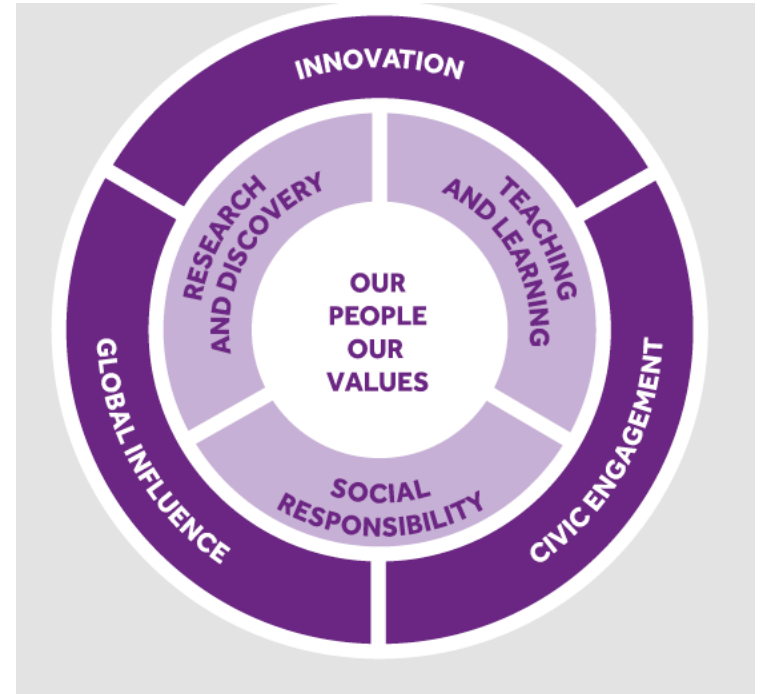 INNOVATION
RESEARCH
AND DISCOVERY
TEACHING
AND LEARNING
OUR
PEOPLE
OUR
VALUES
GLOBAL INFLUENCE
CIVIC ENGAGEMENT
SOCIAL
RESPONSIBILITY